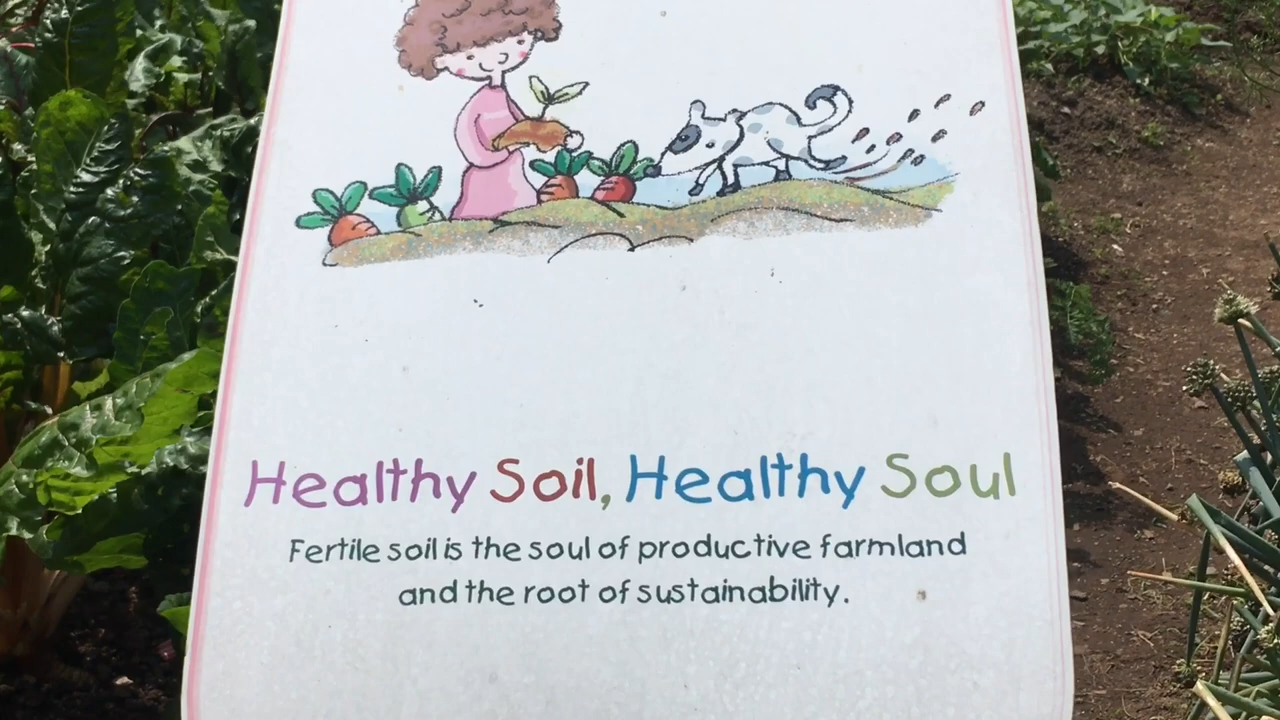 Healthy Soil, Healthy Soul
Fertile soil is the soul of productive farmland
and the root of sustainability.